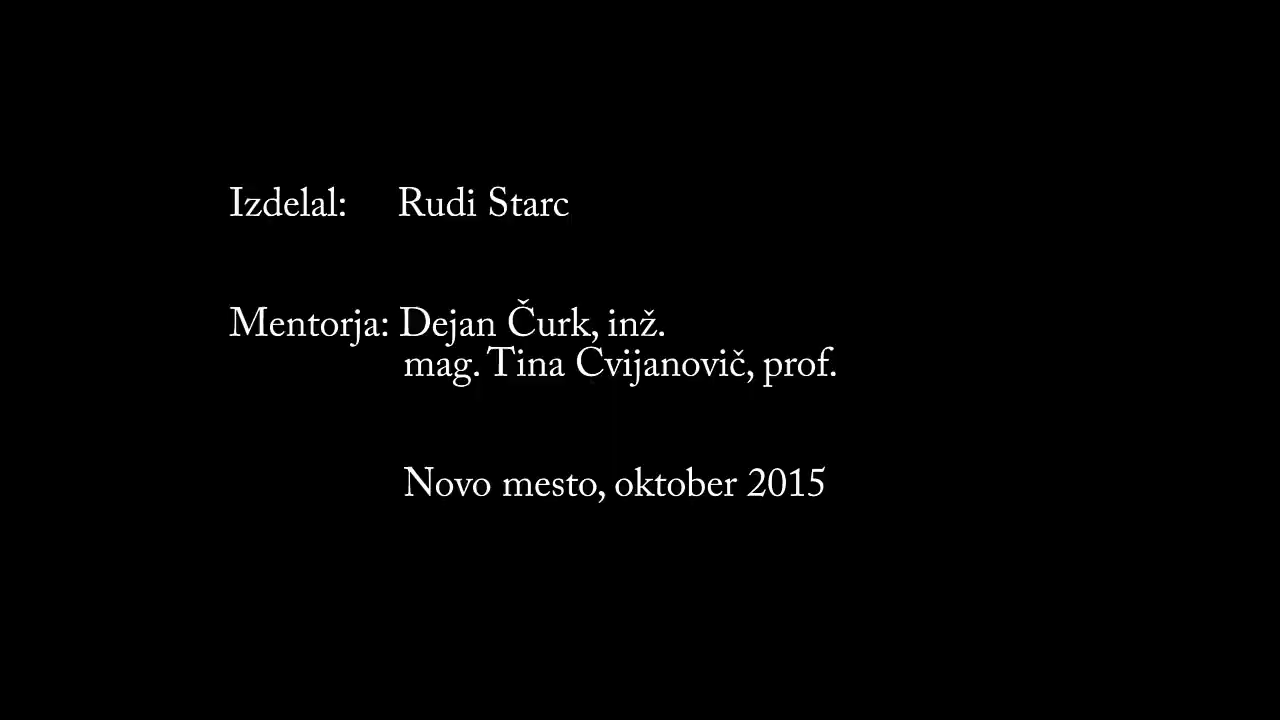 Izdelal: Rudi Starc
Mentorja: Dejan Čurk, inž.
mag. Tina Cvijanovič, prof.
Novo mesto, oktober 2015